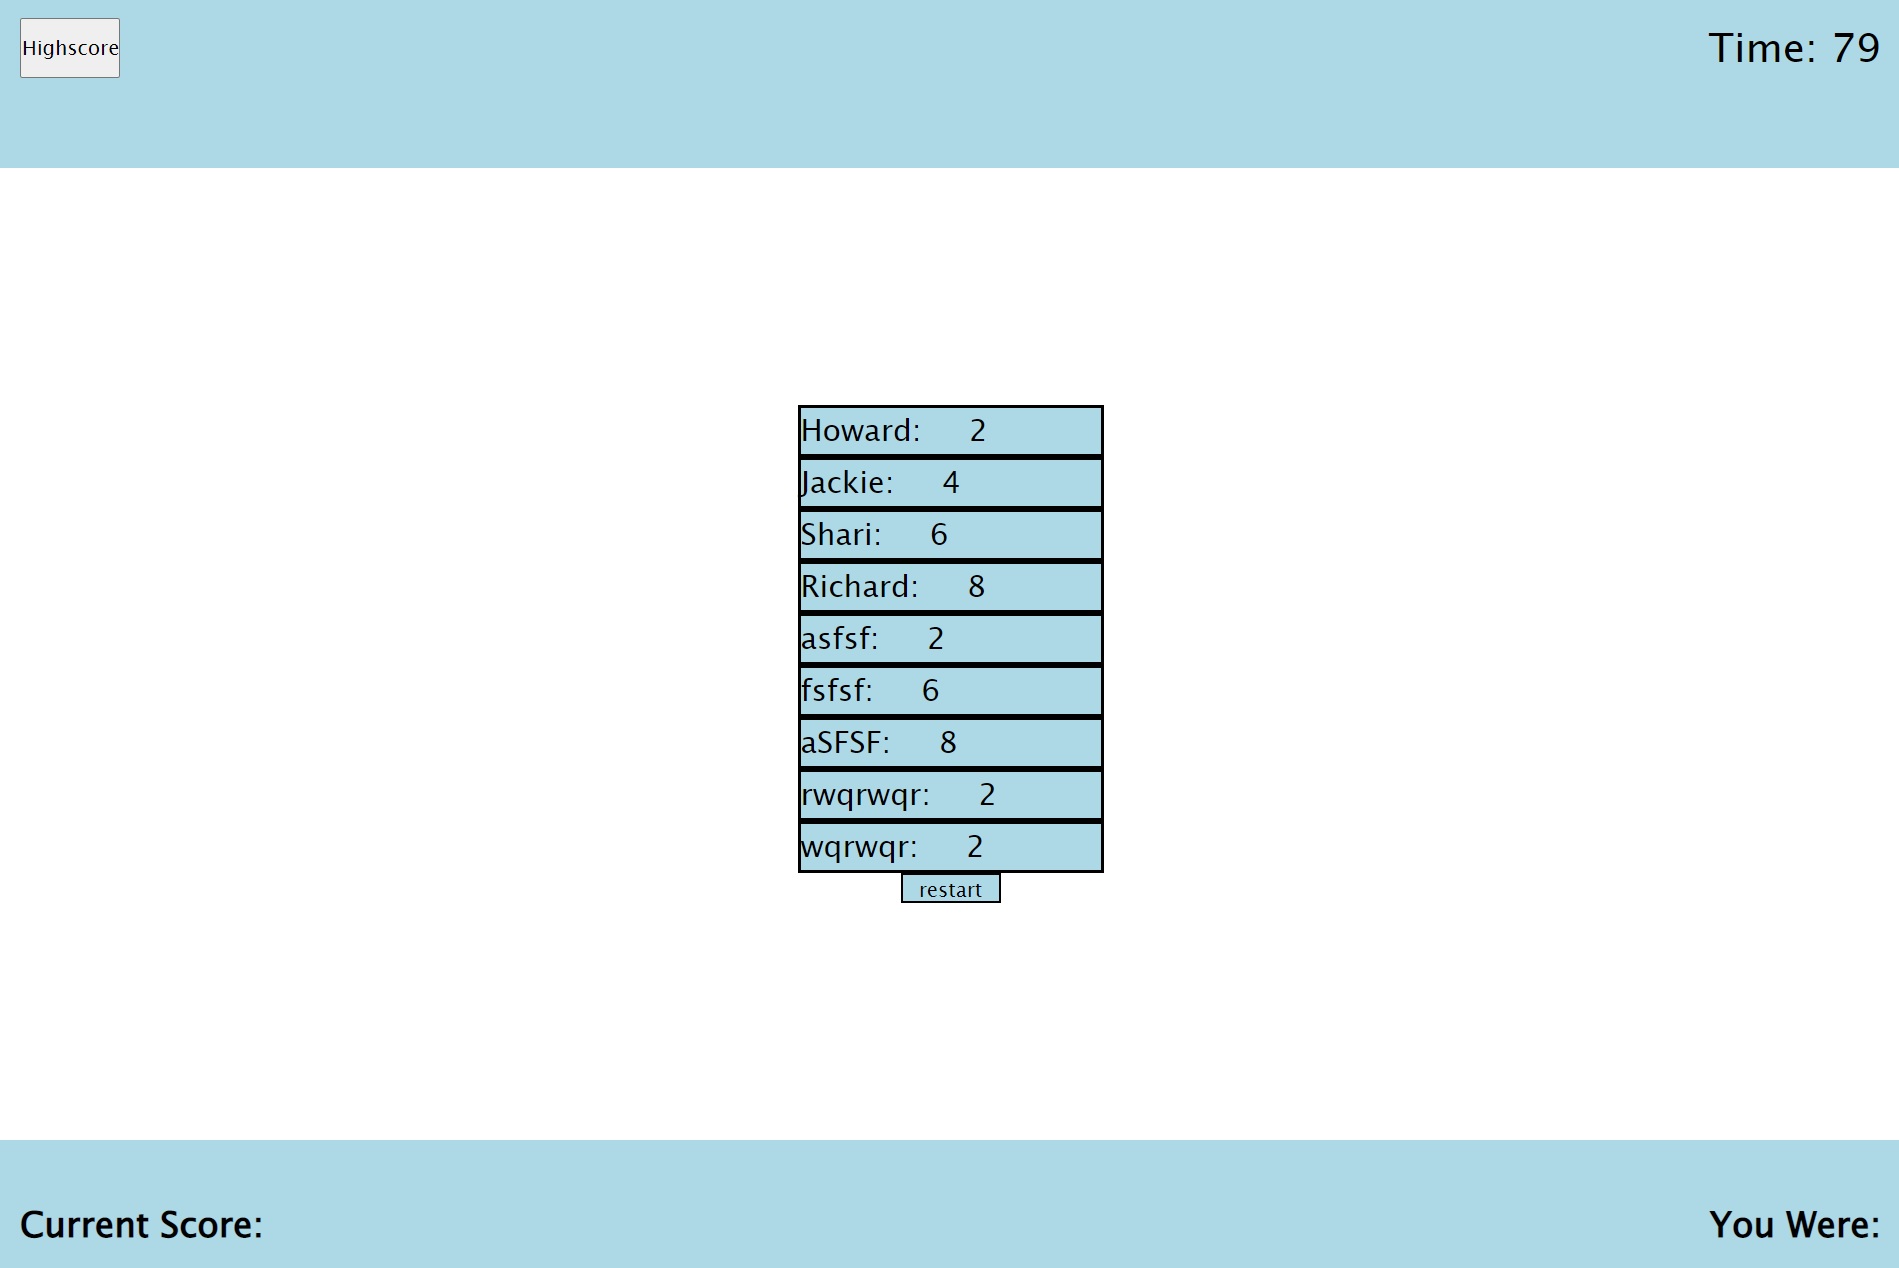 Highscore
Time: 79
Howard: 2
Jackie: 4
Shari: 6
Richard: 8
asfsf: 2
fsfsf: 6
aSFSF: 8
rwqrwqr: 2
wqrwqr: 2
restart
Current Score:
You Were: